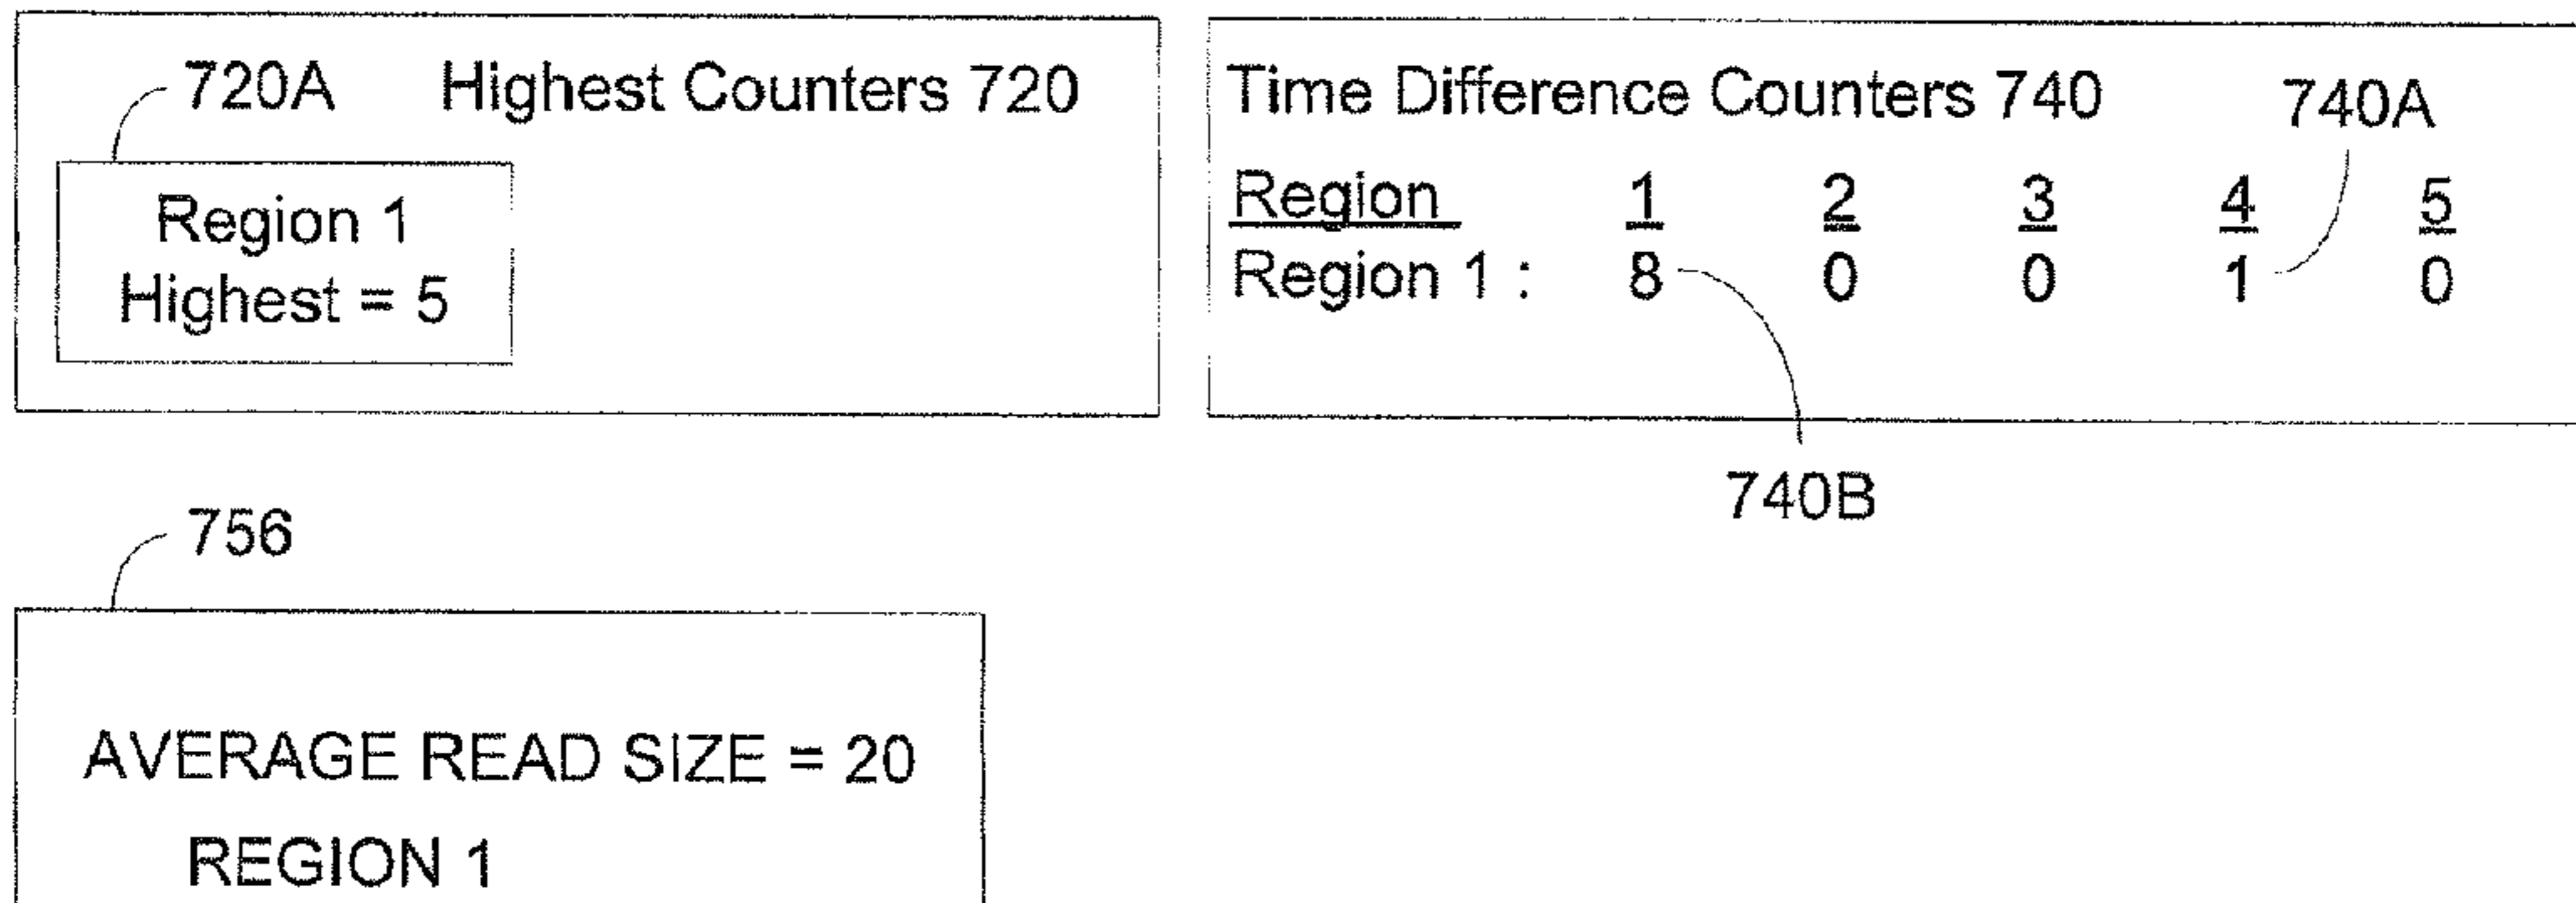 720A Highest Counters 720
Region 1
Highest = 5
Time Difference Counters 740 740A
Region 1 2 3 4 5
Region 1 : 8 0 0 1 0
740B
756
AVERAGE READ SIZE = 20
REGION 1